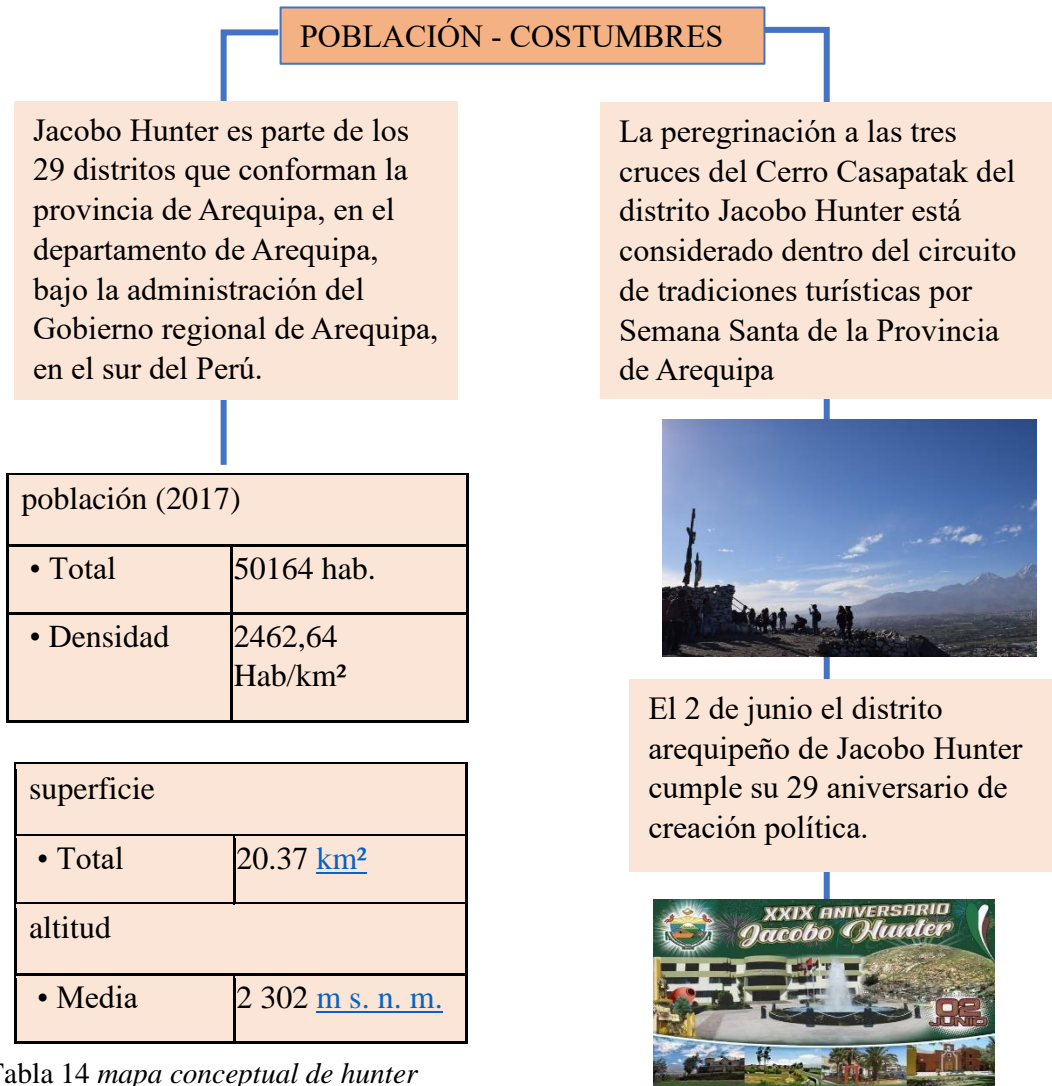 POBLACIÓN - COSTUMBRES
Jacobo Hunter es parte de los
29 distritos que conforman la
provincia de Arequipa, en el
departamento de Arequipa,
bajo la administración del
Gobierno regional de Arequipa,
en el sur del Perú.
población (2017)
• Total 50164 hab.
• Densidad 2462,64
Hab/km²
superficie
• Total 20.37 km²
altitud
• Media 2 302 m s. n. m.
Tabla 14 mapa conceptual de hunter
La peregrinación a las tres
cruces del Cerro Casapatak del
distrito Jacobo Hunter está
considerado dentro del circuito
de tradiciones turísticas por
Semana Santa de la Provincia
de Arequipa
El 2 de junio el distrito
arequipeño de Jacobo Hunter
cumple su 29 aniversario de
creación política.
XXIX ANIVERSARIO
Jacobo Hunter
02
JUNIO